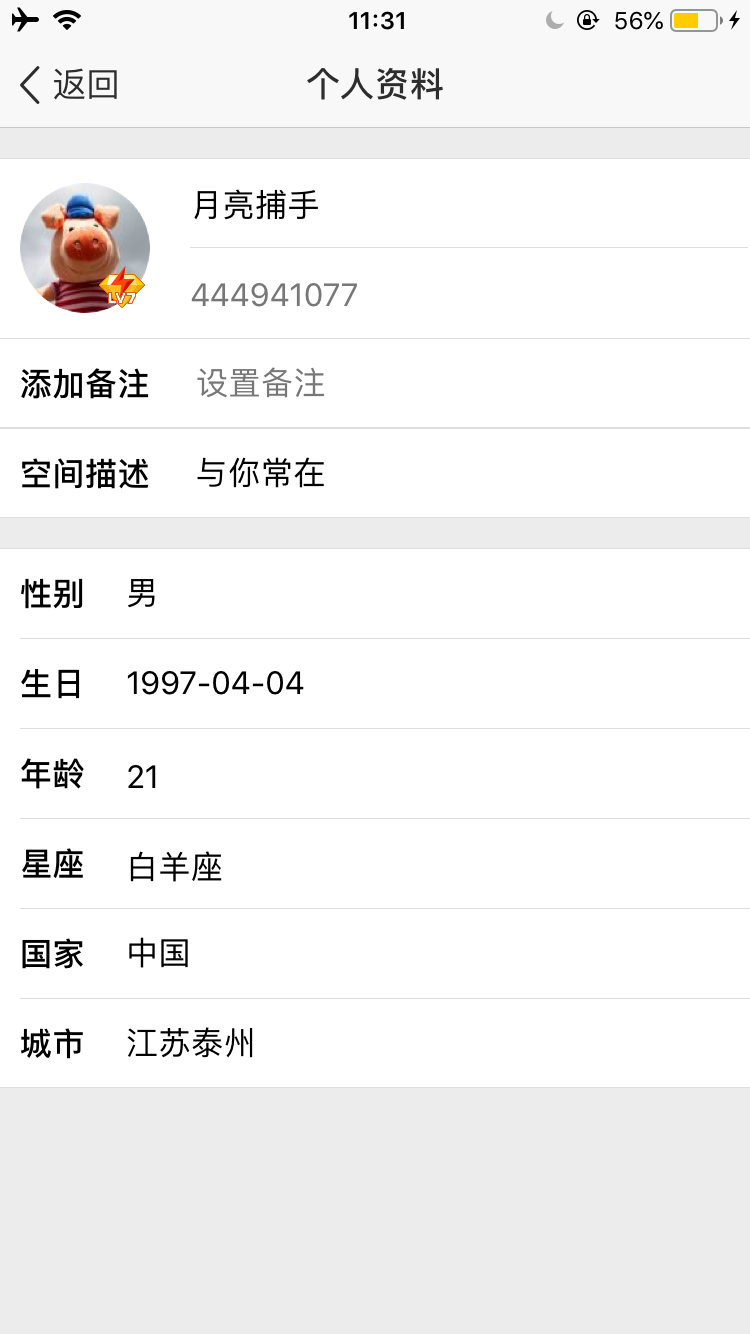 11:31
56%
返回
个人资料
月亮捕手
LV7
444941077
添加备注 设置备注
空间描述 与你常在
性别 男
生日 1997-04-04
年龄 21
星座 白羊座
国家 中国
城市 江苏泰州